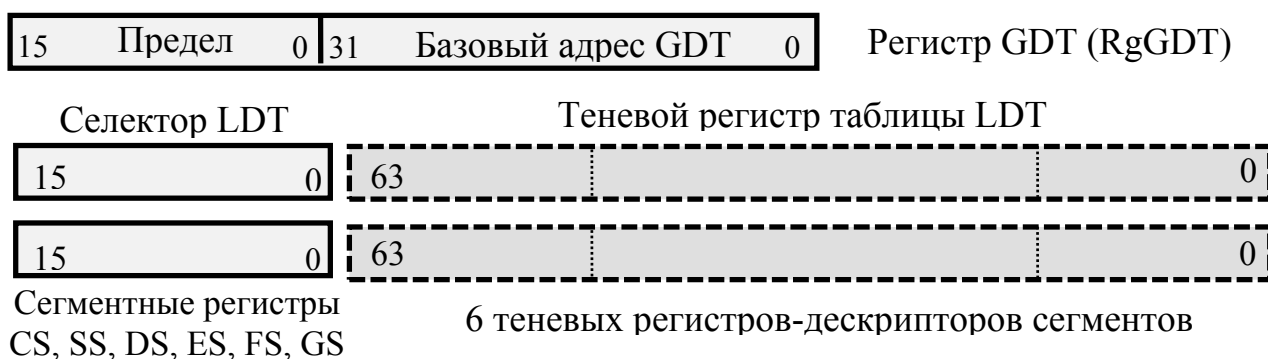 15 Предел 0 31 Базовый адрес GDT 0 Регистр GDT (RgGDT)
Селектор LDT Теневой регистр таблицы LDT
15 0 63 0
15 0 63 0
Сегментные регистры
CS, SS, DS, ES, FS, GS
6 теневых регистров-дескрипторов сегментов